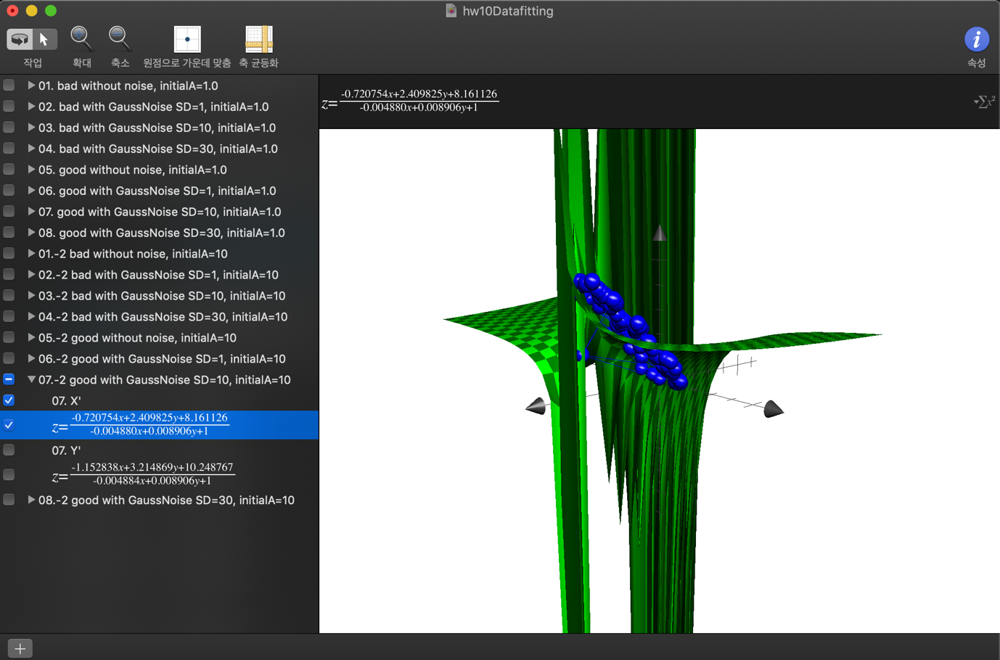 hw10Datafitting
작업
확대
축소
원점으로 가운데 맞춤
축 균등화
속성
01. bad without noise, initialA=1.0
02. bad with GaussNoise SD=1, initialA=1.0
03. bad with GaussNoise SD=10, initialA=1.0
04. bad with GaussNoise SD=30, initialA=1.0
05. good without noise, initialA=1.0
06. good with GaussNoise SD=1, initialA=1.0
07. good with GaussNoise SD=10, initialA=1.0
08. good with GaussNoise SD=30, initialA=1.0
01.-2 bad without noise, initialA=10
02.-2 bad with GaussNoise SD=1, initialA=10
03.-2 bad with GaussNoise SD=10, initialA=10
04.-2 bad with GaussNoise SD=30, initialA=10
05.-2 good without noise, initialA=10
06.-2 good with GaussNoise SD=1, initialA=10
07.-2 good with GaussNoise SD=10, initialA=10
07. X'
z=
-0.720754x+2.409825y+8.161126
-0.004880x+0.008906y+1
07. Y'
z=
-1.152838x+3.214869y+10.248767
-0.004884x+0.008906y+1
08.-2 good with GaussNoise SD=30, initialA=10
z=
-0.720754x+2.409825y+8.161126
-0.004880x+0.008906y+1
Σx²